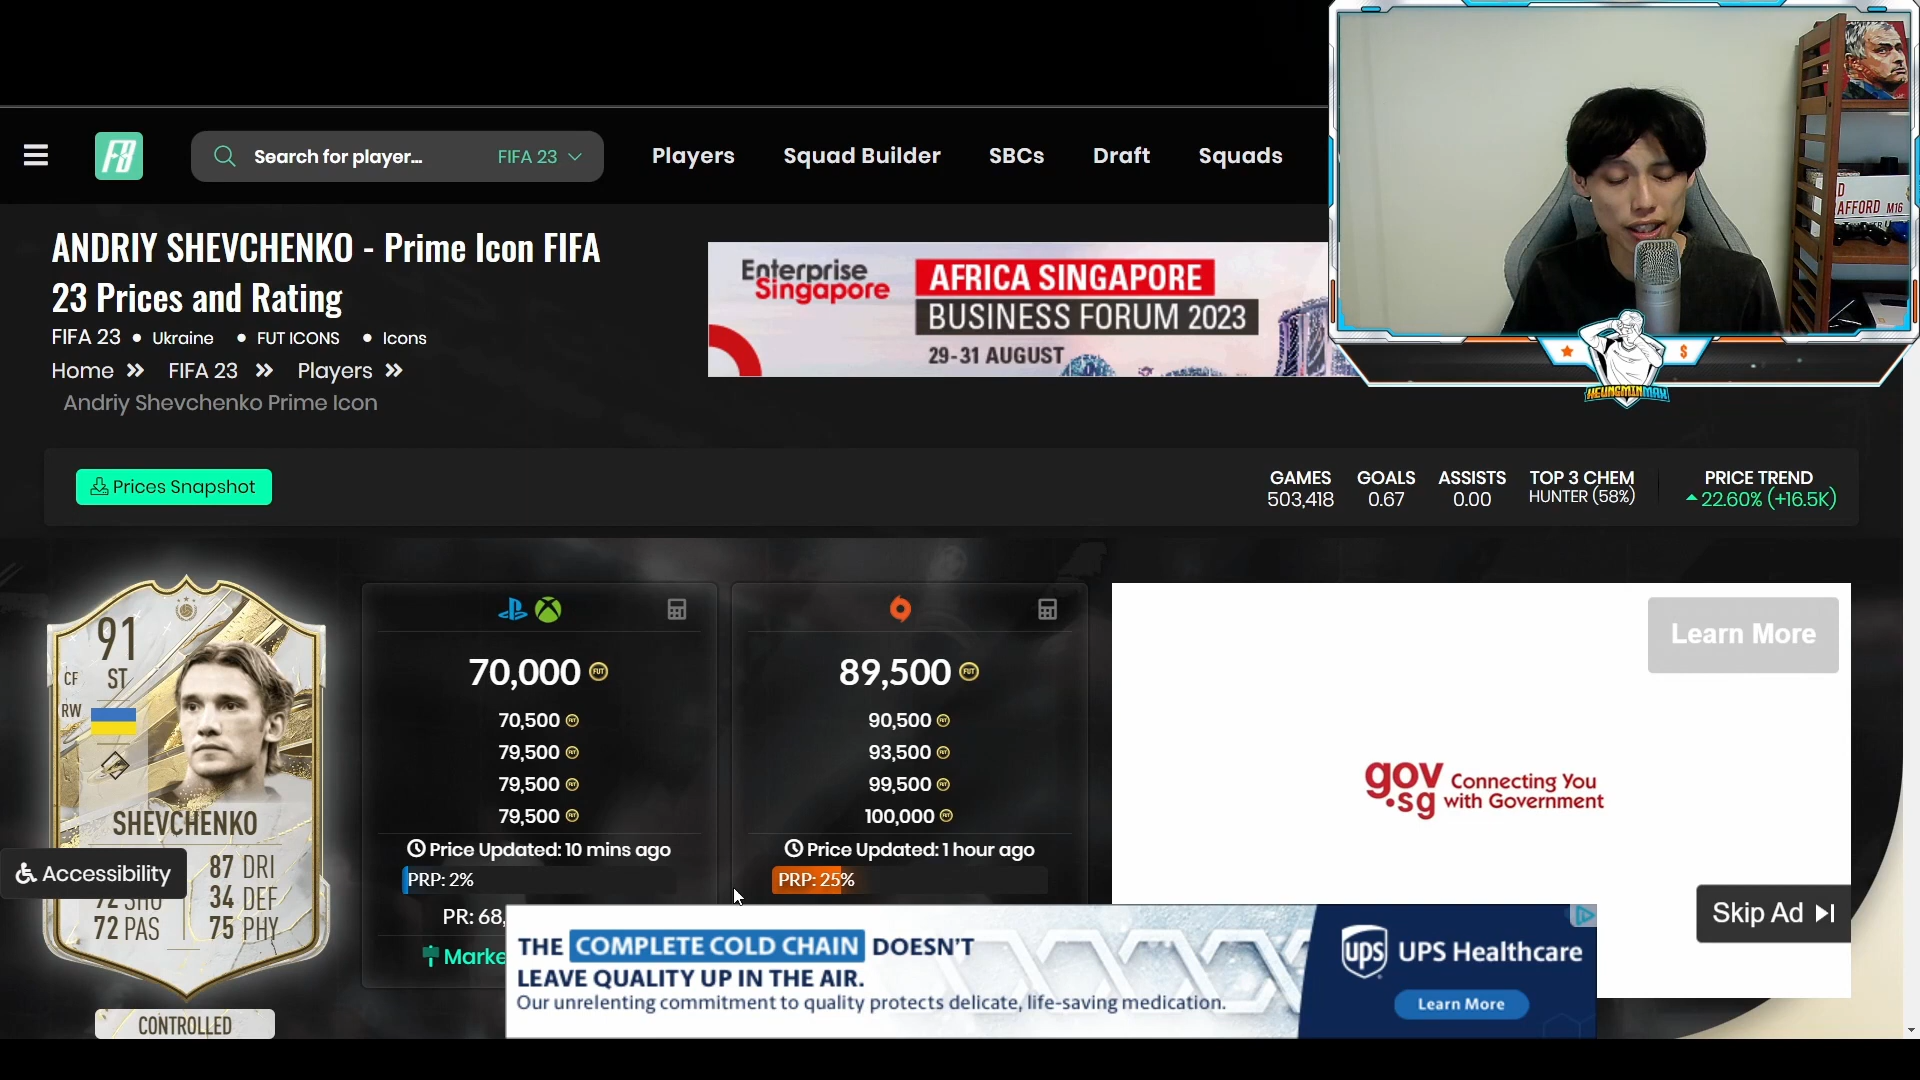 Search for player...
FIFA 23
Players
Squad Builder
SBCs
Draft
Squads
ANDRIY SHEVCHENKO - Prime Icon FIFA
23 Prices and Rating
FIFA 23 • Ukraine • FUT ICONS • Icons
Home » FIFA 23 » Players »
Andriy Shevchenko Prime Icon
Enterprise
Singapore
AFRICA SINGAPORE
BUSINESS FORUM 2023
29-31 AUGUST
AFFORD M16
$
HEUNGMINMAX
Prices Snapshot
GAMES
503,418
GOALS
0.67
ASSISTS
0.00
TOP 3 CHEM
HUNTER (58%)
PRICE TREND
22.60% (+16.5K)
91
ST
CF
RW
SHEVCHENKO
87 DRI
34 DEF
72 PAS
75 PHY
Accessibility
CONTROLLED
70,000
70,500
79,500
79,500
79,500
Price Updated: 10 mins ago
PRP: 2%
PR: 68,
Marke
89,500
90,500
93,500
99,500
100,000
Price Updated: 1 hour ago
PRP: 25%
Learn More
gov
.sg
Connecting You
with Government
Skip Ad
THE COMPLETE COLD CHAIN DOESN'T
LEAVE QUALITY UP IN THE AIR.
Our unrelenting commitment to quality protects delicate, life-saving medication.
ups
UPS Healthcare
Learn More